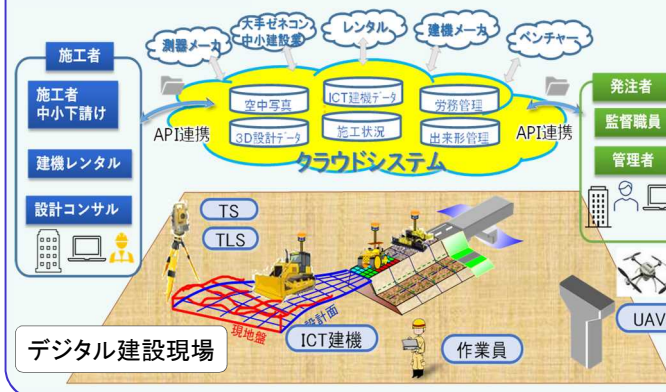 測器メーカ
大手ゼネコン
中小建設業
レンタル
建機メーカ
ベンチャー
施工者
施工者
中小下請け
建機レンタル
設計コンサル
API連携
空中写真
ICT建機データ
労務管理
3D設計データ
施工状況
出来形管理
クラウドシステム
API連携
発注者
監督職員
管理者
TS
TLS
現地盤
設計面
ICT建機
作業員
UAV
デジタル建設現場